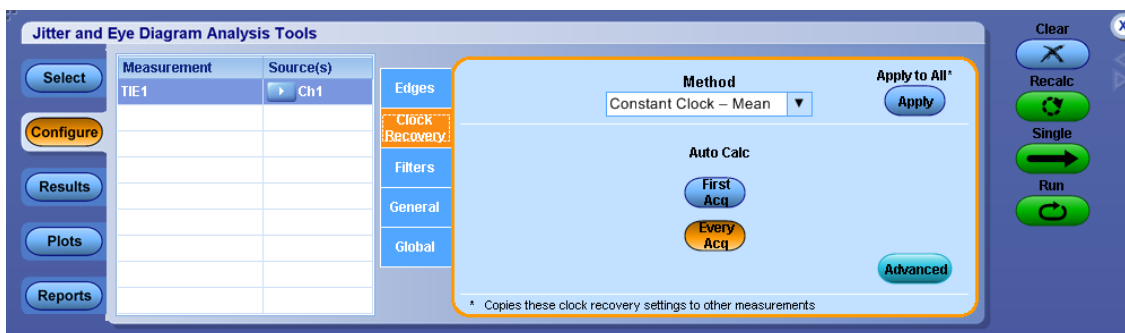 Jitter and Eye Diagram Analysis Tools
Select
Configure
Results
Plots
Reports
Measurement Source(s)
TIE1 Ch1
Edges
Clock
Recovery
Filters
General
Global
Method
Constant Clock – Mean
Apply to All*
Apply
Auto Calc
First
Acq
Every
Acq
Advanced
* Copies these clock recovery settings to other measurements
Clear
X
Recalc
Single
Run